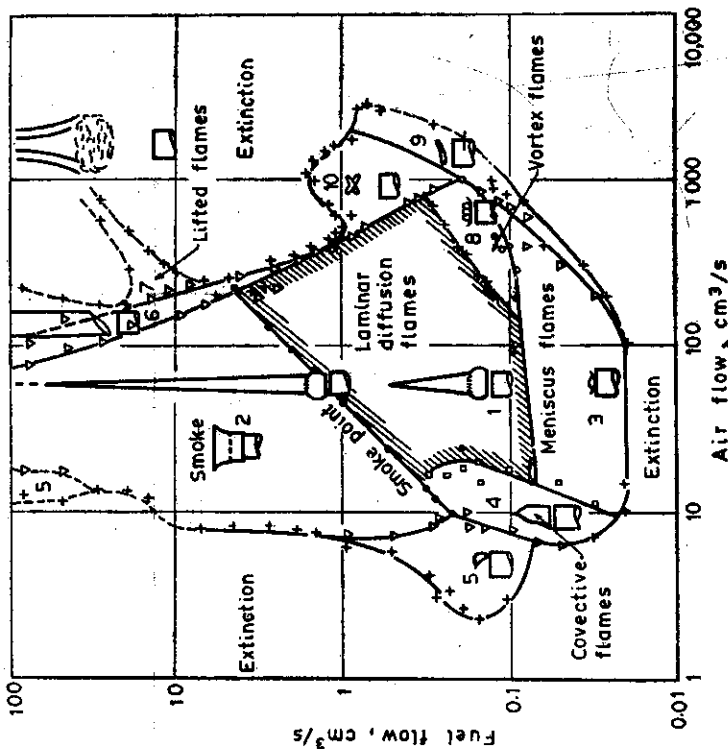 100
10
1
0.1
0.01
Fuel flow, cm³/s
1
10
100
1000
10,000
Air flow, cm³/s
Extinction
5
Smoke
2
6
7
Lifted flames
Extinction
Smoke point
Laminar
diffusion
flames
10
9
8
Vortex flames
1
Meniscus flames
3
4
5
Covective-
flames
Extinction